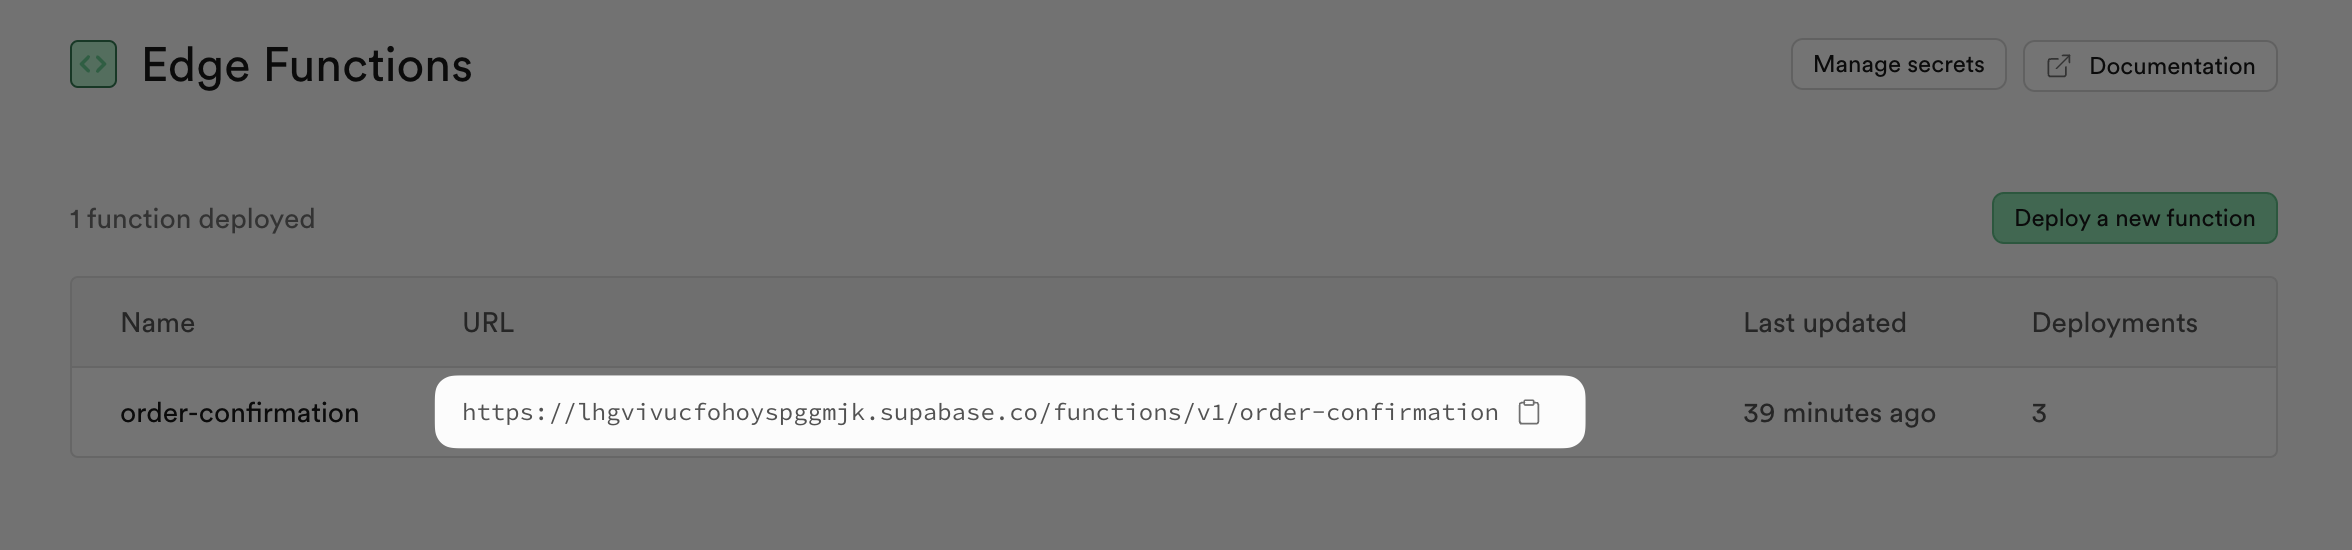 Edge Functions
Manage secrets
Documentation
1 function deployed
Deploy a new function
Name URL Last updated Deployments
order-confirmation https://lhgvivucfohoyspggmjk.supabase.co/functions/v1/order-confirmation 39 minutes ago 3